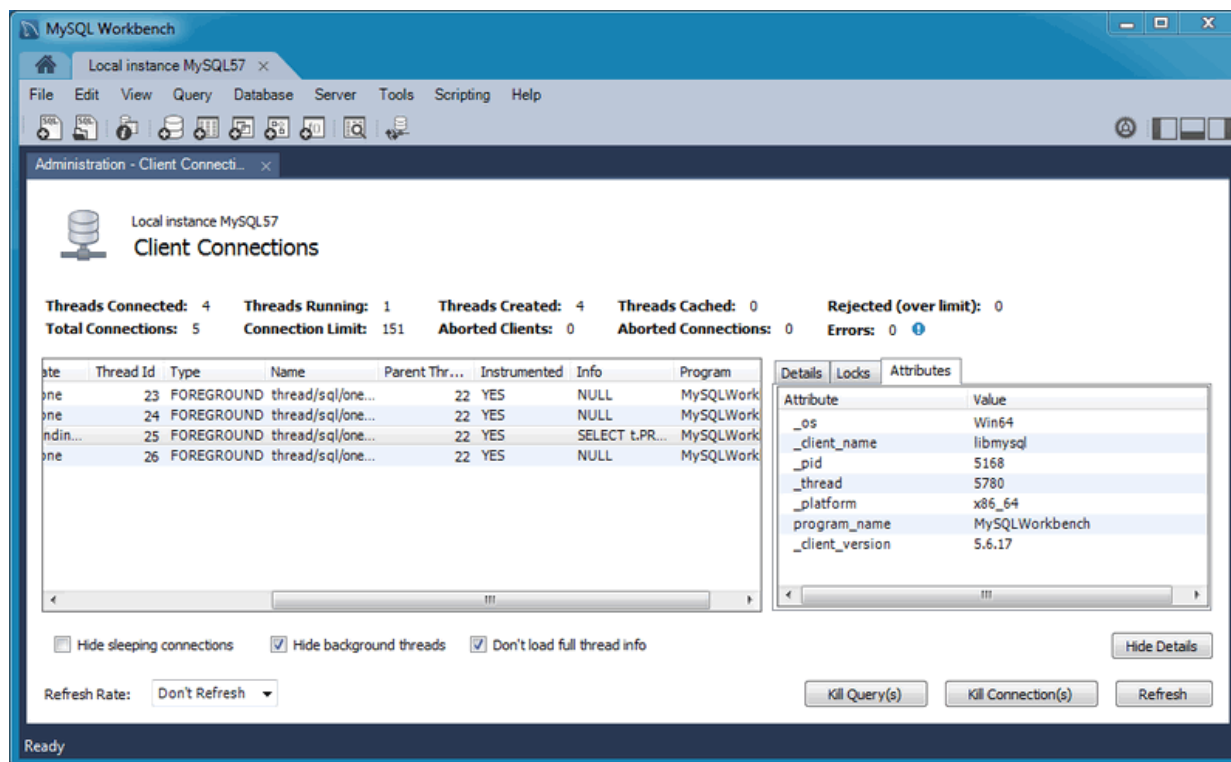 MySQL Workbench
Local instance MySQL57
File Edit View Query Database Server Tools Scripting Help
Administration - Client Connecti...
Local instance MySQL57
Client Connections
Threads Connected: 4 Threads Running: 1 Threads Created: 4 Threads Cached: 0 Rejected (over limit): 0
Total Connections: 5 Connection Limit: 151 Aborted Clients: 0 Aborted Connections: 0 Errors: 0
ate Thread Id Type Name Parent Thr... Instrumented Info Program
one 23 FOREGROUND thread/sql/one... 22 YES NULL MySQLWork
one 24 FOREGROUND thread/sql/one... 22 YES NULL MySQLWork
ndin... 25 FOREGROUND thread/sql/one... 22 YES SELECT t.PR... MySQLWork
one 26 FOREGROUND thread/sql/one... 22 YES NULL MySQLWork
Details Locks Attributes
Attribute Value
_os Win64
_client_name libmysql
_pid 5168
_thread 5780
_platform x86_64
program_name MySQLWorkbench
_client_version 5.6.17
Hide sleeping connections Hide background threads Don't load full thread info Hide Details
Refresh Rate: Don't Refresh Kill Query(s) Kill Connection(s) Refresh
Ready